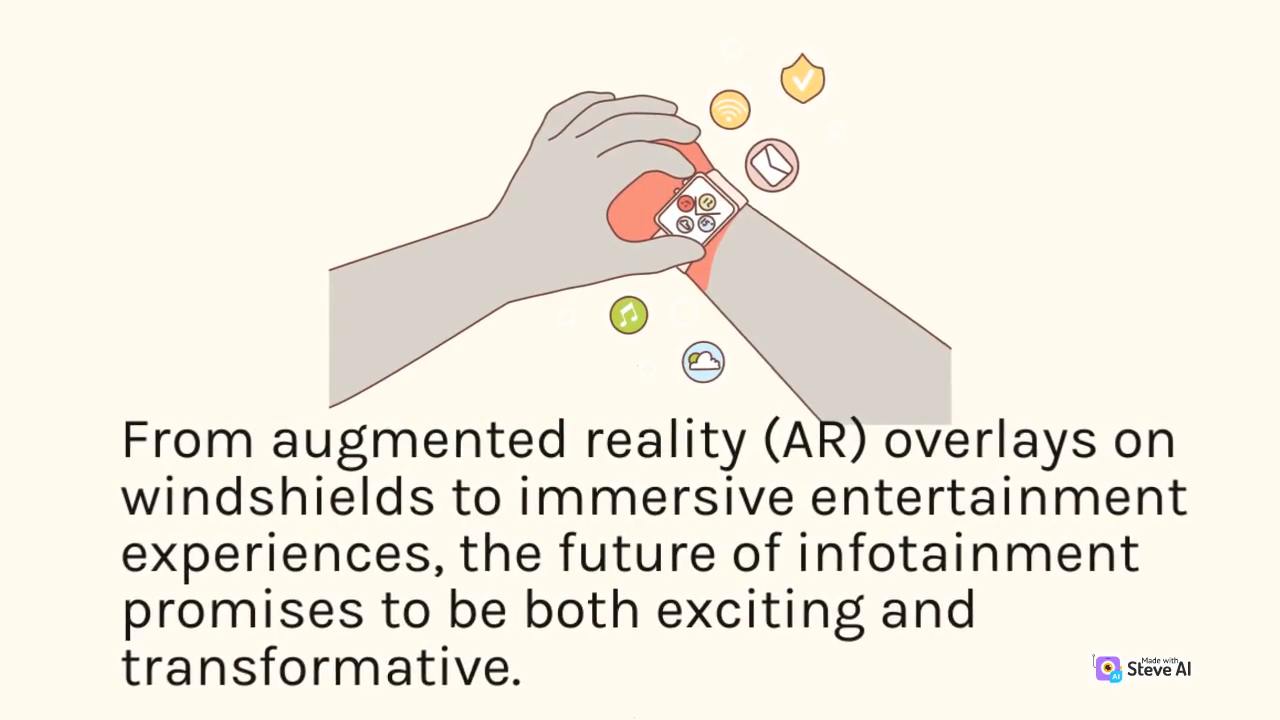 From augmented reality (AR) overlays on
windshields to immersive entertainment
experiences, the future of infotainment
promises to be both exciting and
transformative.
Made with
Steve AI
AI